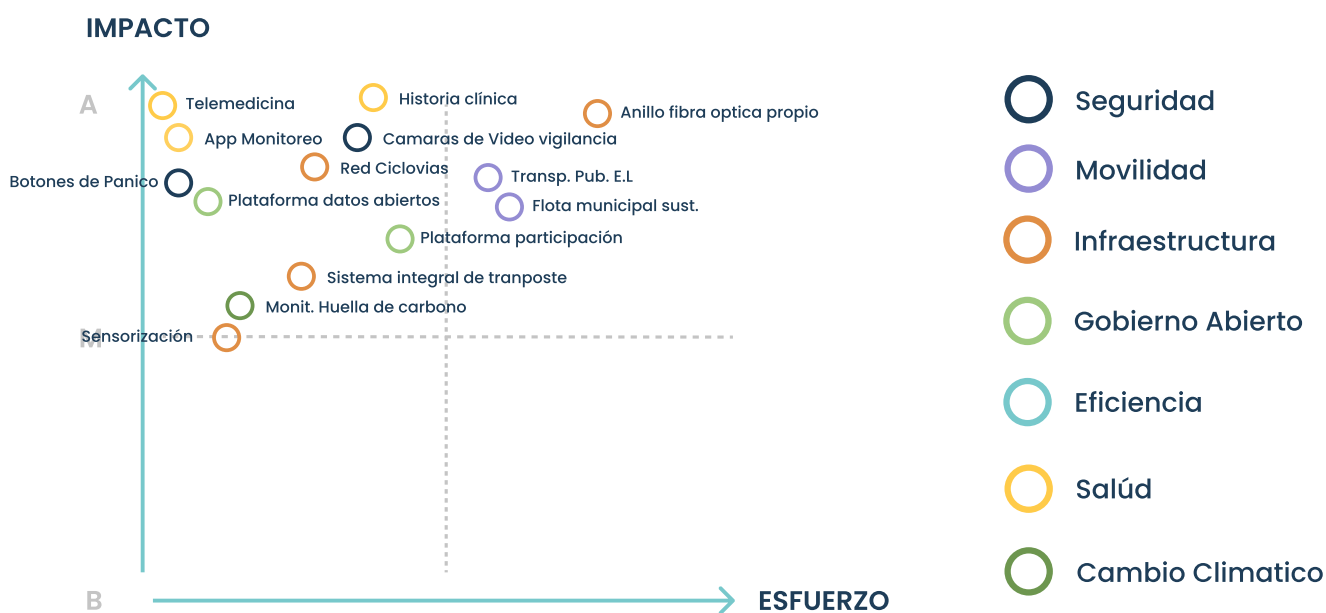 IMPACTO
A
Telemedicina
Historia clínica
Anillo fibra optica propio
App Monitoreo
Camaras de Video vigilancia
Red Ciclovias
Transp. Pub. E.L
Botones de Panico
Plataforma datos abiertos
Flota municipal sust.
Plataforma participación
Sistema integral de tranposte
Monit. Huella de carbono
M
Sensorización
B
ESFUERZO
Seguridad
Movilidad
Infraestructura
Gobierno Abierto
Eficiencia
Salúd
Cambio Climatico